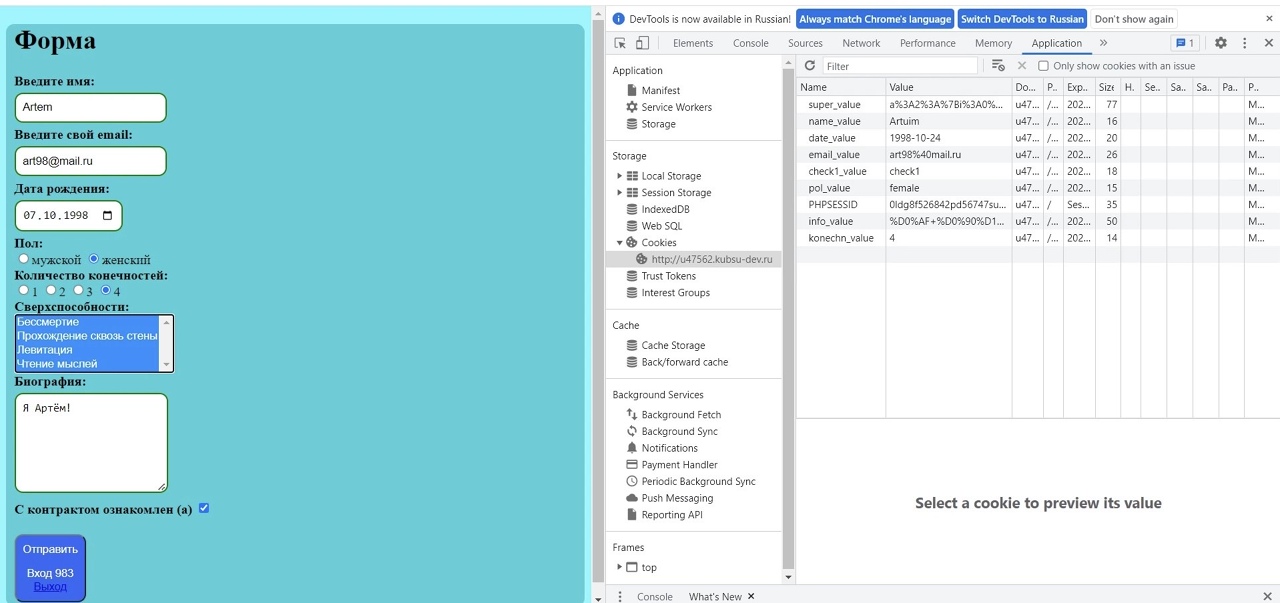 Форма
Введите имя:
Artem
Введите свой email:
art98@mail.ru
Дата рождения:
07.10.1998
Пол:
мужской женский
Количество конечностей:
1 2 3 4
Сверхспособности:
Бессмертие
Прохождение сквозь стены
Левитация
Чтение мыслей
Биография:
Я Артём!
С контрактом ознакомлен (а)
Отправить
Вход 983
Выход
DevTools is now available in Russian! Always match Chrome's language Switch DevTools to Russian Don't show again
Elements Console Sources Network Performance Memory Application 1
Application
Manifest
Service Workers
Storage
Storage
Local Storage
Session Storage
IndexedDB
Web SQL
Cookies
http://u47562.kubsu-dev.ru
Trust Tokens
Interest Groups
Cache
Cache Storage
Back/forward cache
Background Services
Background Fetch
Background Sync
Notifications
Payment Handler
Periodic Background Sync
Push Messaging
Reporting API
Frames
top
Filter Only show cookies with an issue
Name Value Do... P.. Exp... Size H. Se... Sa... Sa... Pa... P..
super_value a%3A2%3A%7Bi%3A0%... u47... /... 202... 77 M...
name_value Artuim u47... /... 202... 16 M...
date_value 1998-10-24 u47... /... 202... 20 M...
email_value art98%40mail.ru u47... /... 202... 26 M...
check1_value check1 u47... /... 202... 18 M...
pol_value female u47... /... 202... 15 M...
PHPSESSID 0ldg8f526842pd56747su... u47... / Ses... 35 M...
info_value %D0%AF+%D0%90%D1... u47... /... 202... 50 M...
konechn_value 4 u47... /... 202... 14 M...
Select a cookie to preview its value
Console What's New